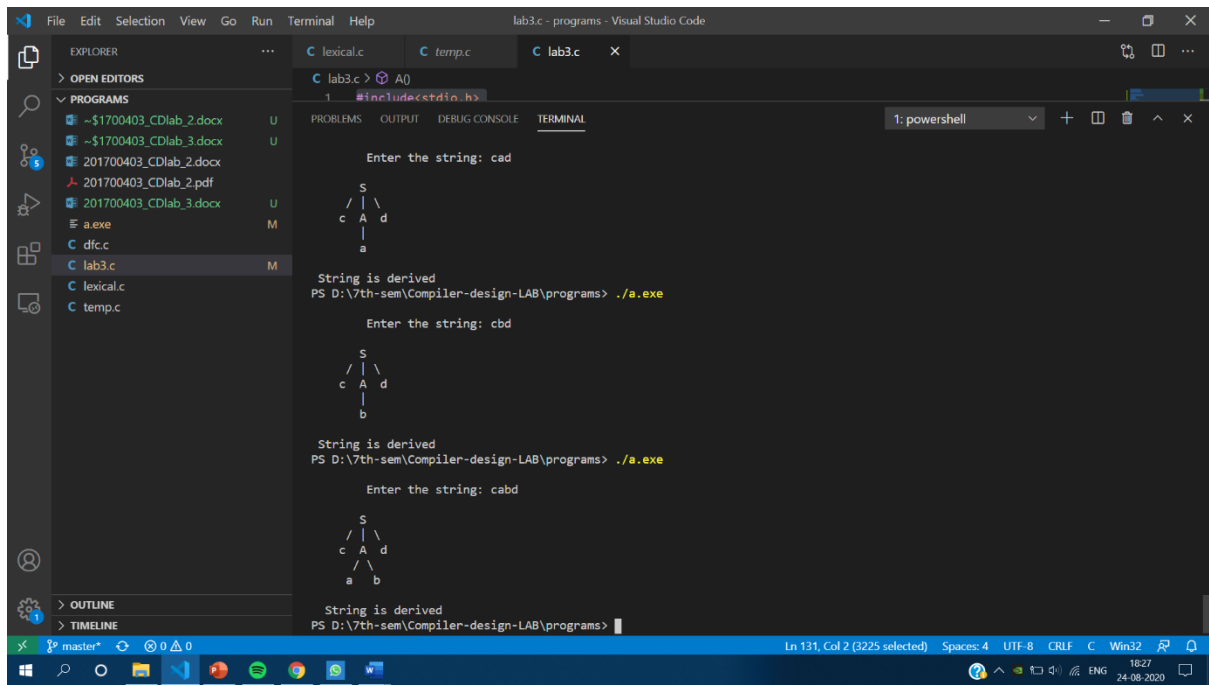 File Edit Selection View Go Run Terminal Help lab3.c - programs - Visual Studio Code
EXPLORER ...
C lexical.c C temp.c C lab3.c ×
> OPEN EDITORS
C lab3.c > A()
PROGRAMS
1 #include<stdio.h>
~$1700403_CDlab_2.docx U
~$1700403_CDlab_3.docx U
201700403_CDlab_2.docx
201700403_CDlab_2.pdf
201700403_CDlab_3.docx U
a.exe M
C dfc.c
C lab3.c M
C lexical.c
C temp.c
5
PROBLEMS OUTPUT DEBUG CONSOLE TERMINAL 1: powershell
Enter the string: cad
S
/ | \
c A d
|
a
String is derived
PS D:\7th-sem\Compiler-design-LAB\programs> ./a.exe
Enter the string: cbd
S
/ | \
c A d
|
b
String is derived
PS D:\7th-sem\Compiler-design-LAB\programs> ./a.exe
Enter the string: cabd
S
/ | \
c A d
/ \
a b
String is derived
PS D:\7th-sem\Compiler-design-LAB\programs>
> OUTLINE
1
> TIMELINE
master* 0 0 Ln 131, Col 2 (3225 selected) Spaces: 4 UTF-8 CRLF C Win32
ENG 18:27
24-08-2020